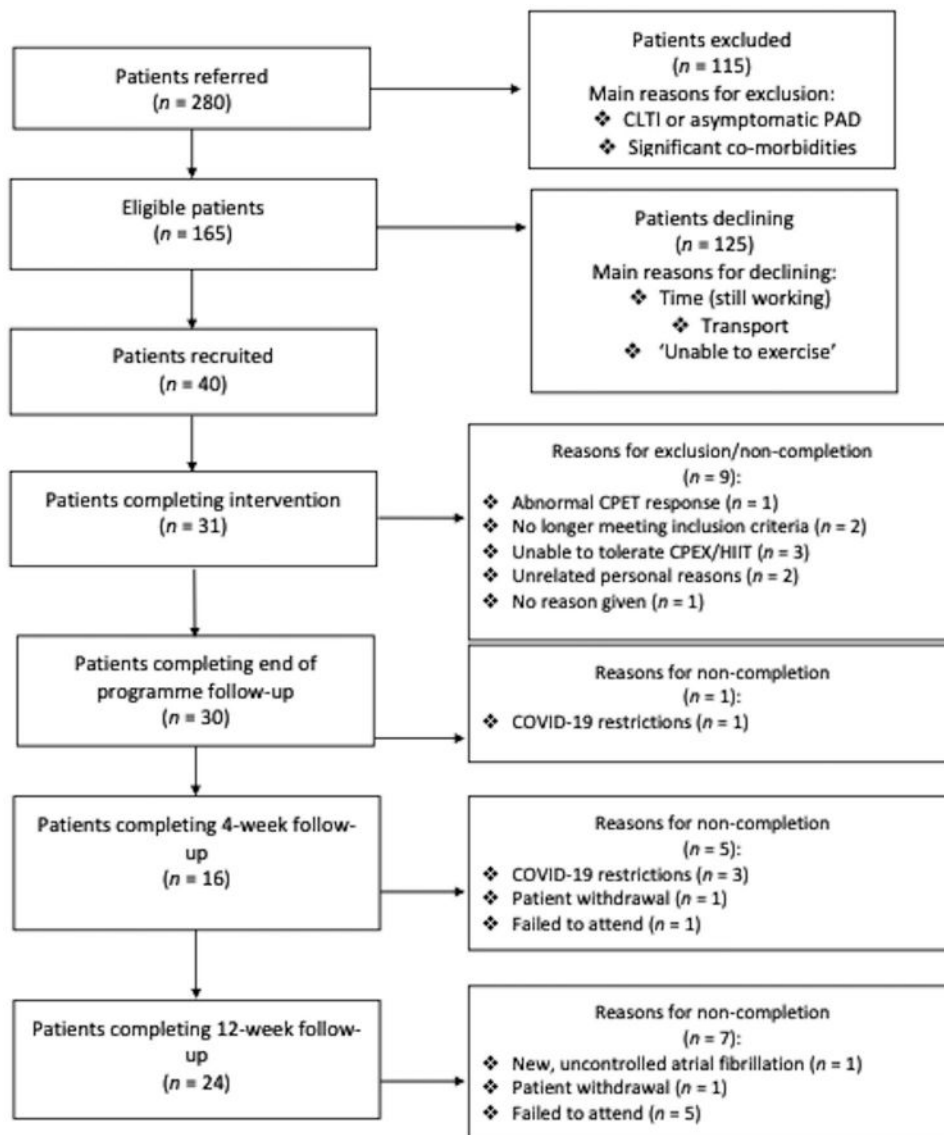 Patients referred
(n = 280)
Patients excluded
(n = 115)
Main reasons for exclusion:
❖ CLTI or asymptomatic PAD
❖ Significant co-morbidities
Eligible patients
(n = 165)
Patients declining
(n = 125)
Main reasons for declining:
❖ Time (still working)
❖ Transport
❖ ‘Unable to exercise’
Patients recruited
(n = 40)
Patients completing intervention
(n = 31)
Reasons for exclusion/non-completion
(n = 9):
❖ Abnormal CPET response (n = 1)
❖ No longer meeting inclusion criteria (n = 2)
❖ Unable to tolerate CPEX/HIIT (n = 3)
❖ Unrelated personal reasons (n = 2)
❖ No reason given (n = 1)
Patients completing end of
programme follow-up
(n = 30)
Reasons for non-completion
(n = 1):
❖ COVID-19 restrictions (n = 1)
Patients completing 4-week follow-
up
(n = 16)
Reasons for non-completion
(n = 5):
❖ COVID-19 restrictions (n = 3)
❖ Patient withdrawal (n = 1)
❖ Failed to attend (n = 1)
Patients completing 12-week follow-
up
(n = 24)
Reasons for non-completion
(n = 7):
❖ New, uncontrolled atrial fibrillation (n = 1)
❖ Patient withdrawal (n = 1)
❖ Failed to attend (n = 5)